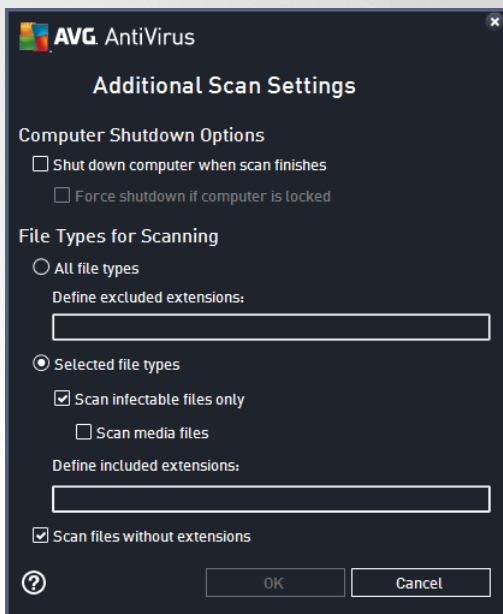 AVG AntiVirus
Additional Scan Settings
Computer Shutdown Options
Shut down computer when scan finishes
Force shutdown if computer is locked
File Types for Scanning
All file types
Define excluded extensions:
Selected file types
Scan infectable files only
Scan media files
Define included extensions:
Scan files without extensions
?
OK
Cancel